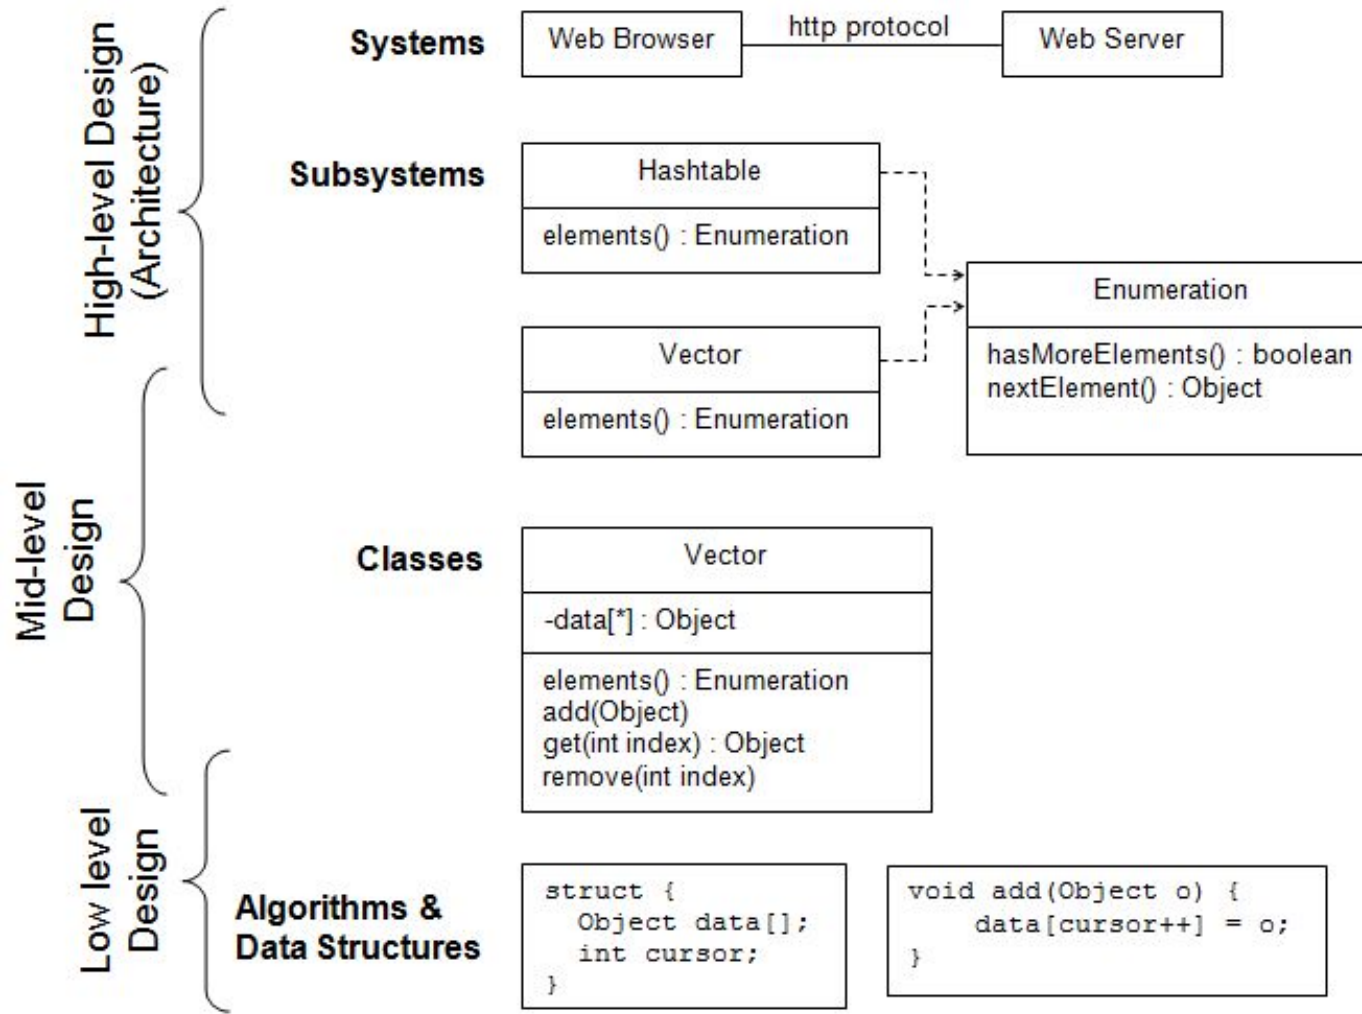 High-level Design
(Architecture)
Systems
Web Browser
http protocol
Web Server
Subsystems
Hashtable
elements() : Enumeration
Vector
elements() : Enumeration
Enumeration
hasMoreElements() : boolean
nextElement() : Object
Mid-level
Design
Classes
Vector
-data[*] : Object
elements() : Enumeration
add(Object)
get(int index) : Object
remove(int index)
Low level
Design
Algorithms &
Data Structures
struct {
  Object data[];
  int cursor;
}
void add(Object o) {
    data[cursor++] = o;
}